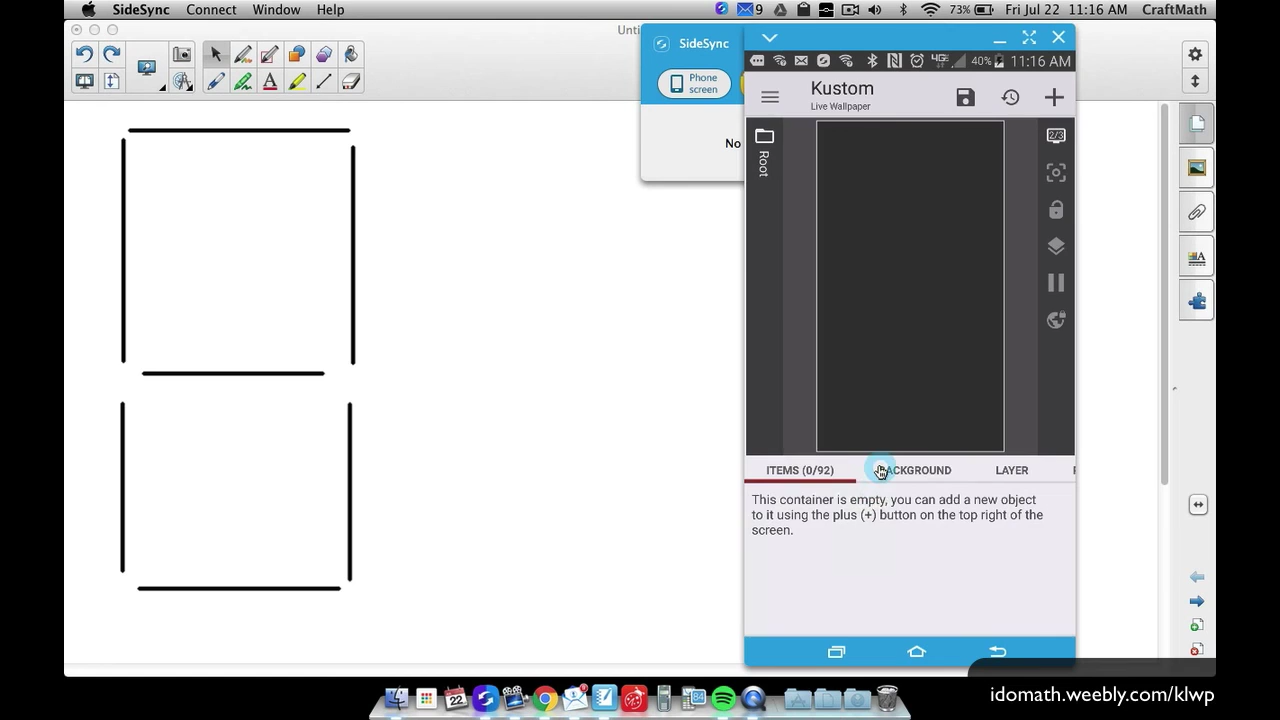 SideSync Connect Window Help
9 73% Fri Jul 22 11:16 AM CraftMath
Unti
SideSync
Phone
screen
No
4G 40% 11:16 AM
Kustom
Live Wallpaper
Root
2/3
ITEMS (0/92) BACKGROUND LAYER
This container is empty, you can add a new object
to it using the plus (+) button on the top right of the
screen.
22
idomath.weebly.com/klwp